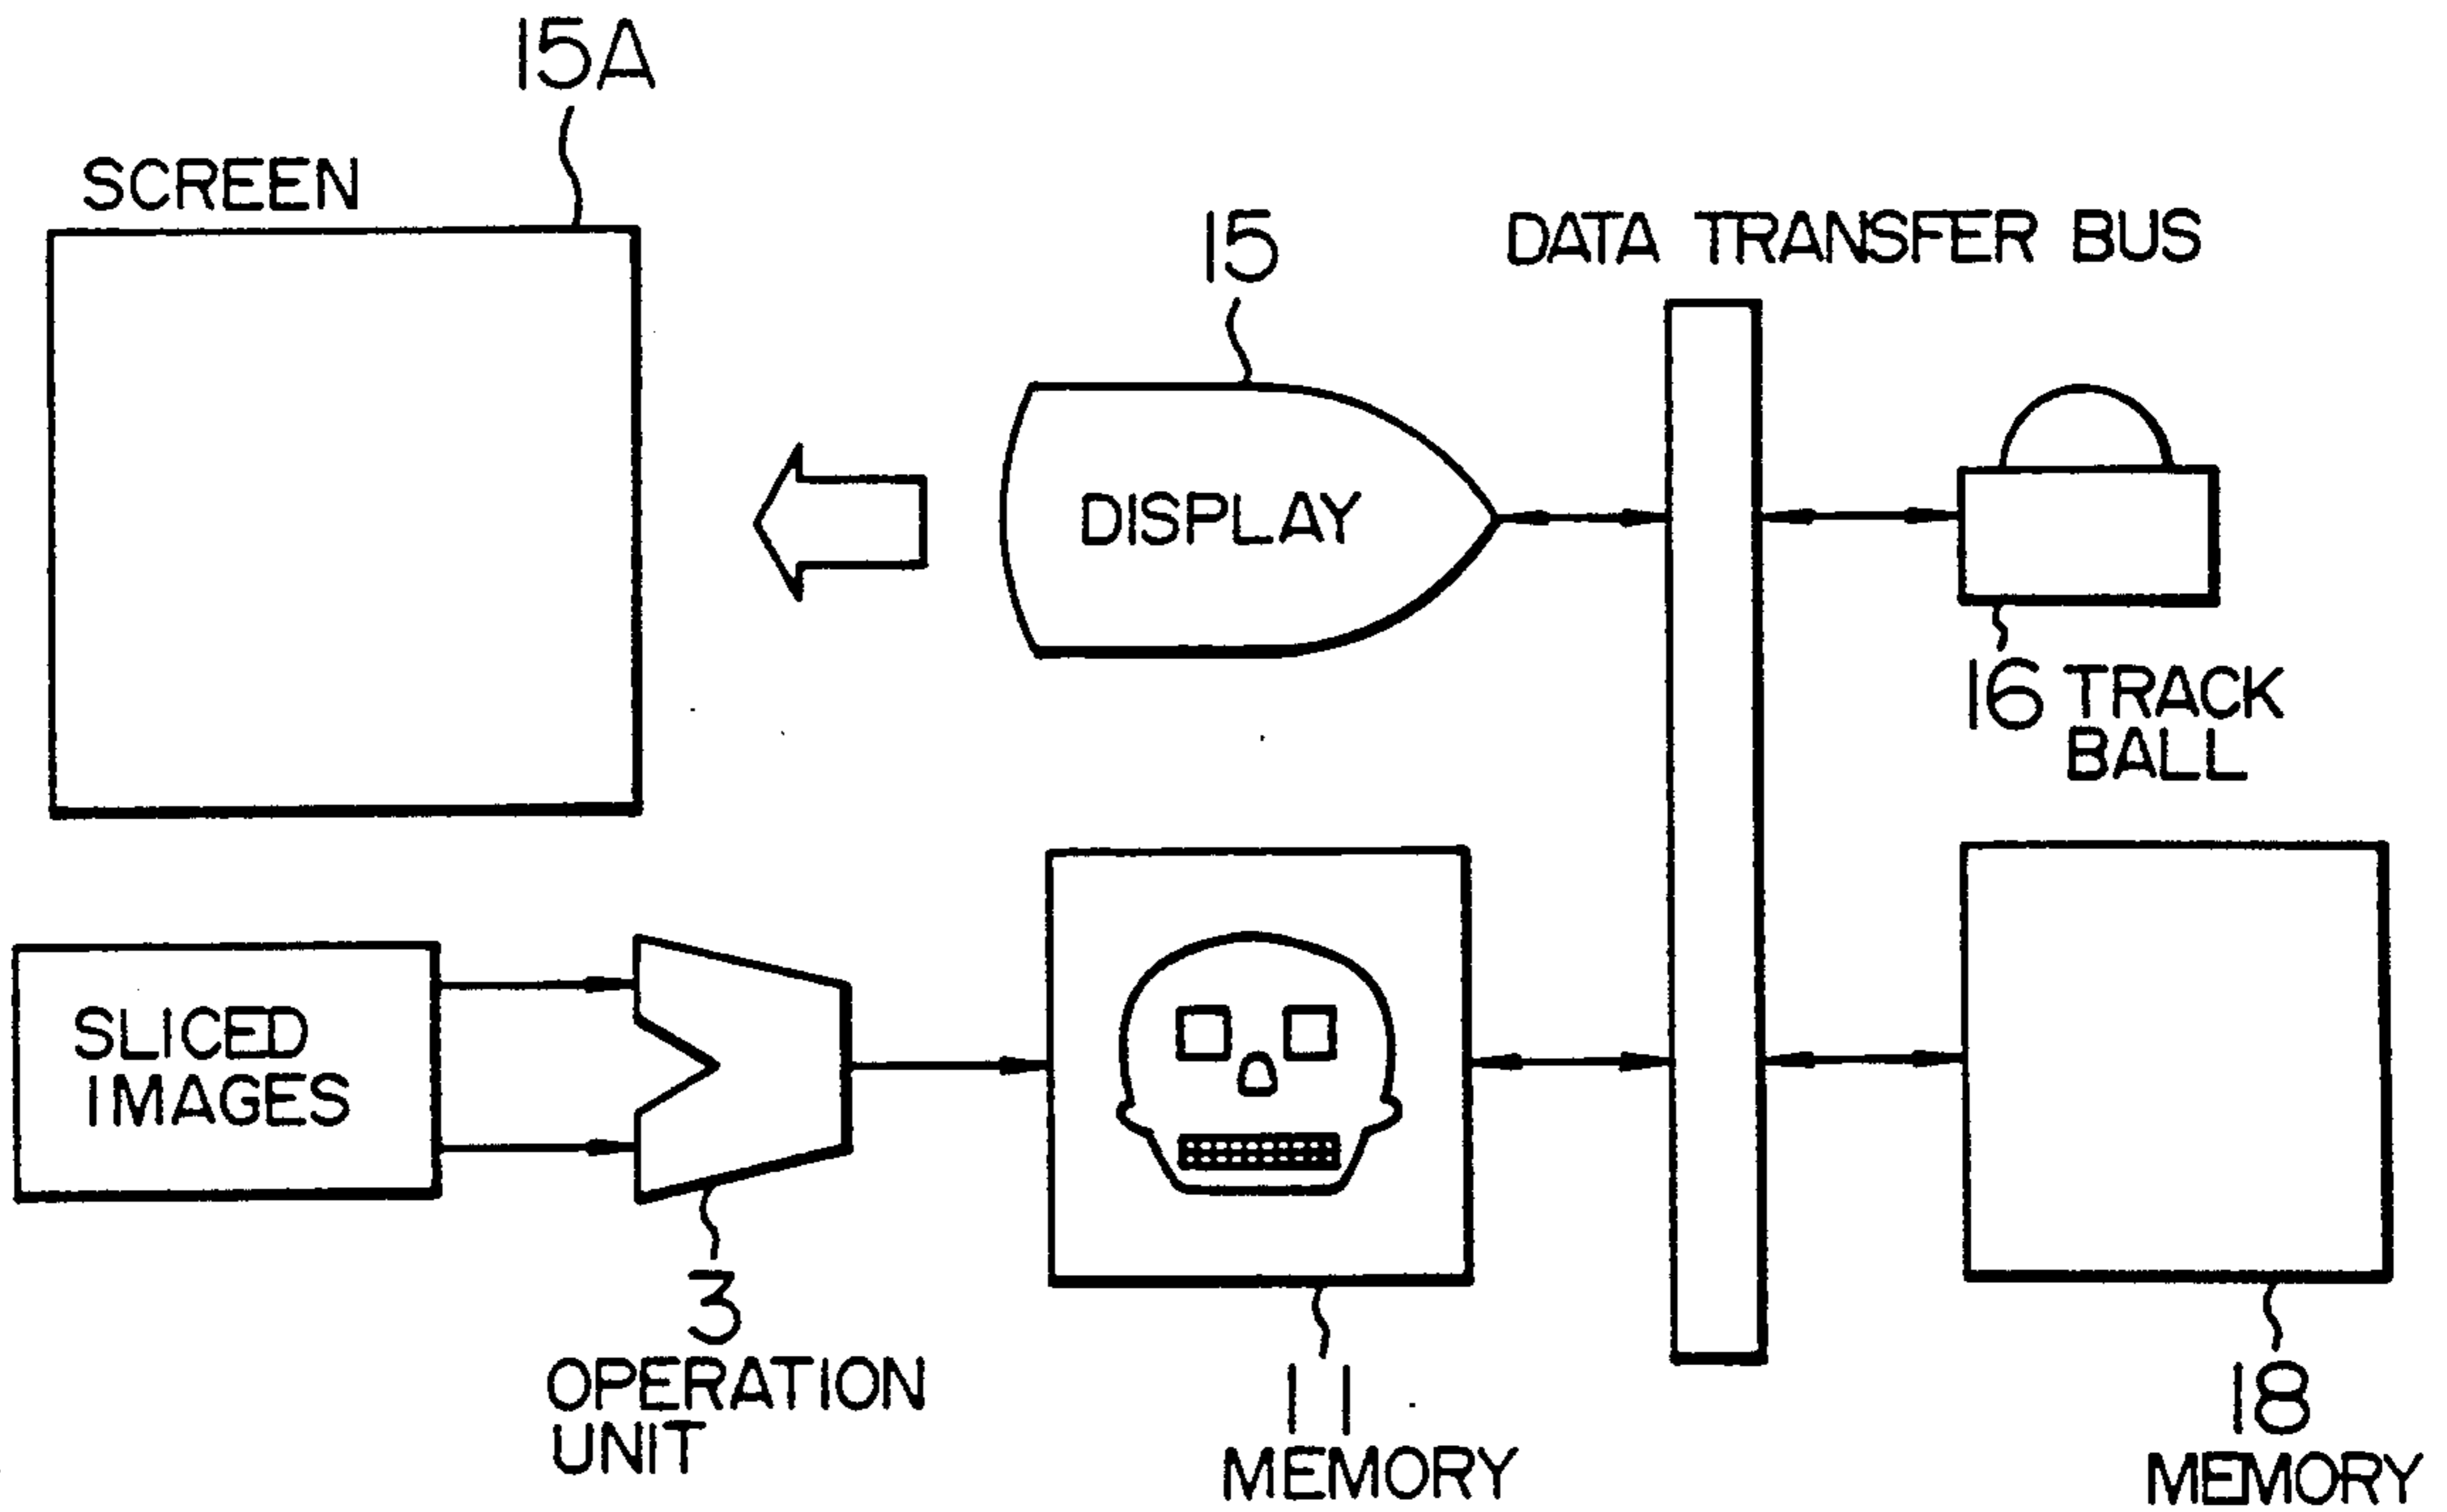 15A
SCREEN
15
DATA TRANSFER BUS
DISPLAY
16 TRACK
BALL
SLICED
IMAGES
3
OPERATION
UNIT
11
MEMORY
18
MEMORY